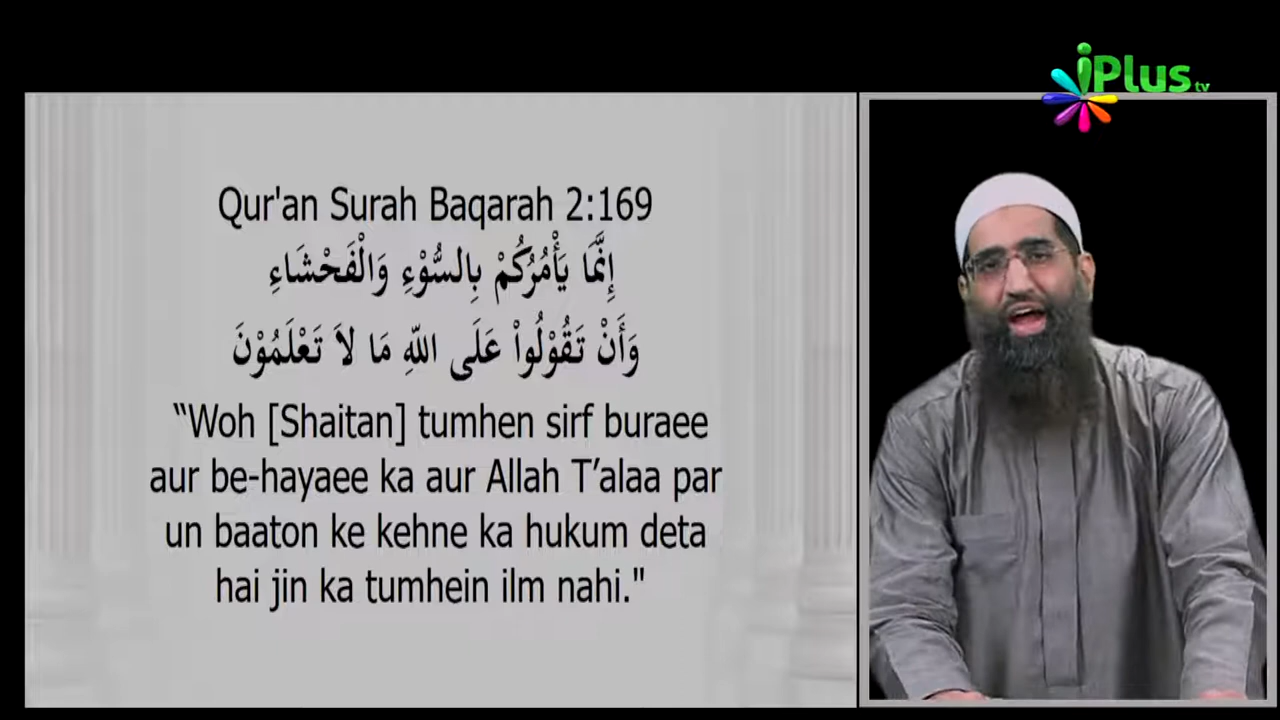 iPlus tv
Qur'an Surah Baqarah 2:169
إِنَّمَا يَأْمُرُكُمْ بِالسُّوْءِ وَالْفَحْشَاءِ
وَأَنْ تَقُوْلُواْ عَلَى اللّهِ مَا لاَ تَعْلَمُوْنَ
“Woh [Shaitan] tumhen sirf buraee
aur be-hayaee ka aur Allah T’alaa par
un baaton ke kehne ka hukum deta
hai jin ka tumhein ilm nahi."